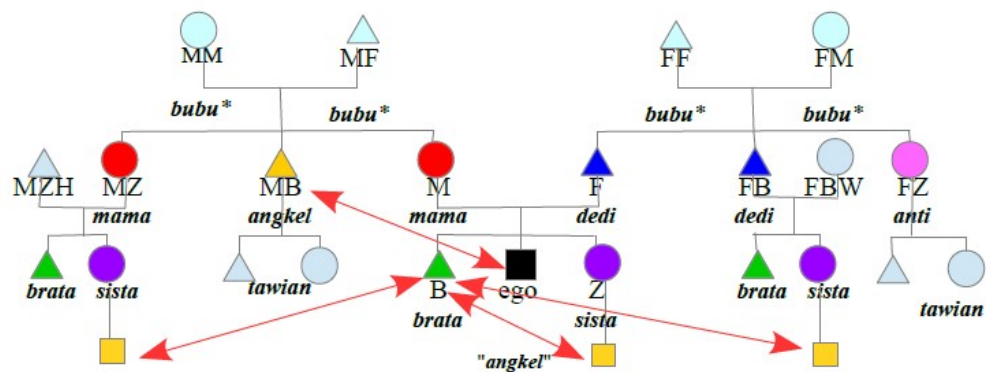 MM MF FF FM
bubu* bubu* bubu* bubu*
MZH MZ MB M F FB FBW FZ
mama angkel mama dedi dedi anti
brata sista tawian B ego Z brata sista tawian
brata sista
"angkel"